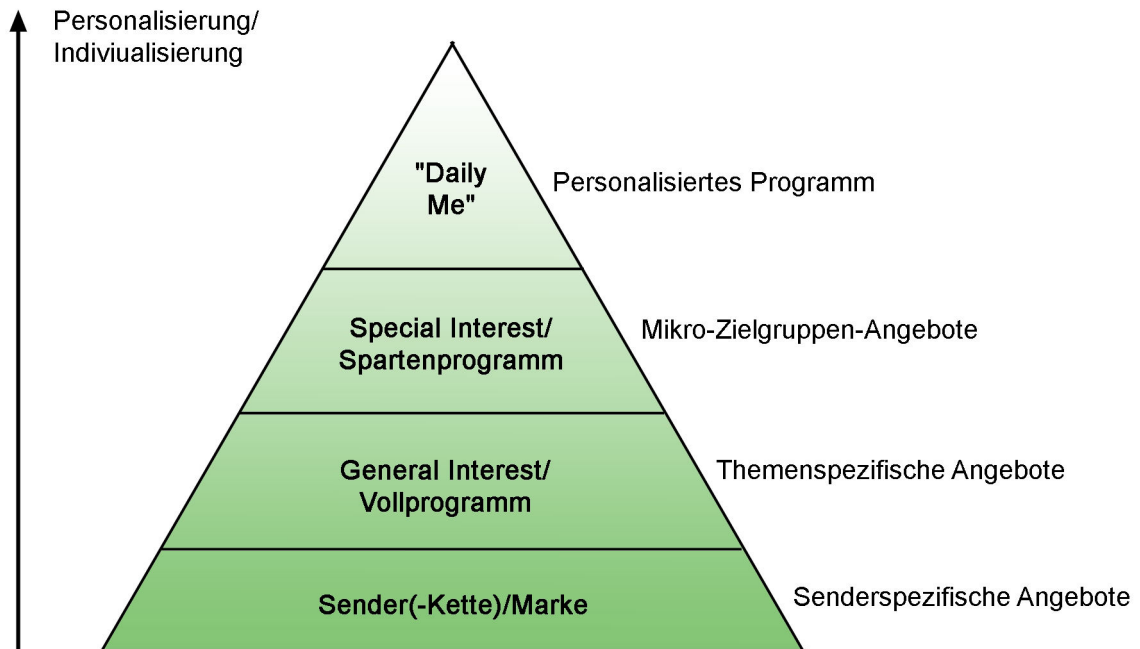 Personalisierung/
Indiviualisierung
"Daily
Me"
Personalisiertes Programm
Special Interest/
Spartenprogramm
Mikro-Zielgruppen-Angebote
General Interest/
Vollprogramm
Themenspezifische Angebote
Sender(-Kette)/Marke
Senderspezifische Angebote